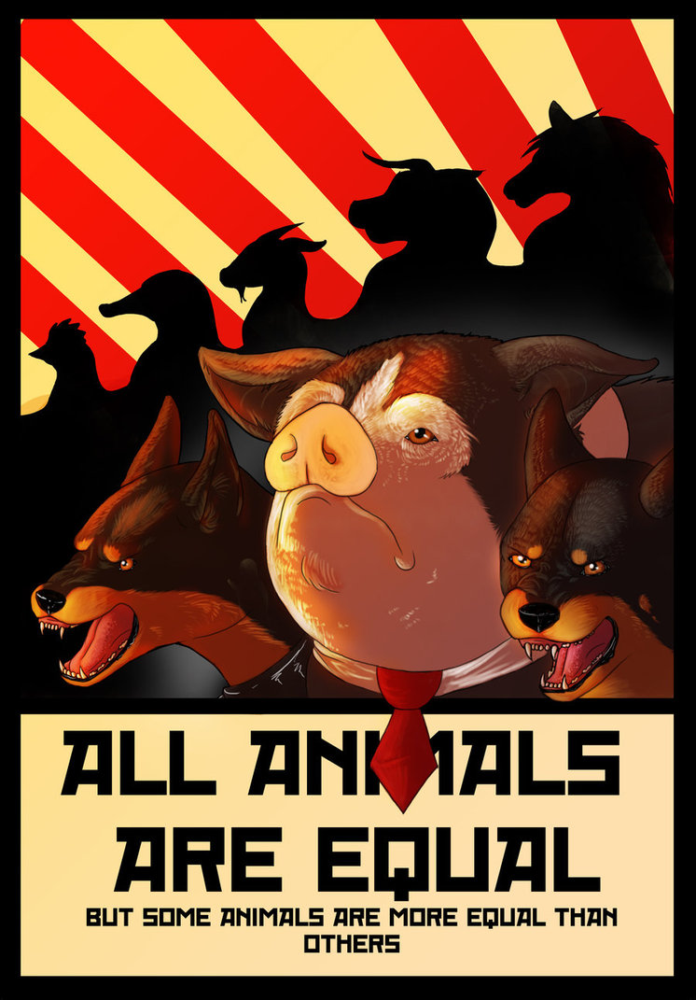 ALL ANIMALS
ARE EQUAL
BUT SOME ANIMALS ARE MORE EQUAL THAN
OTHERS